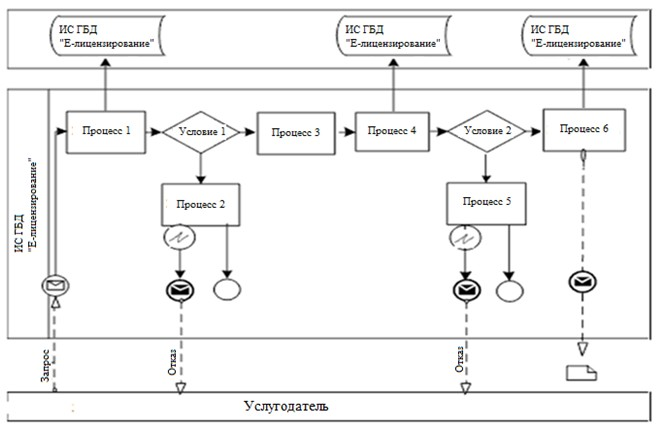 ИС ГБД
"Е-лицензирование"
ИС ГБД
"Е-лицензирование"
ИС ГБД
"Е-лицензирование"
ИС ГБД
"Е-лицензирование"
Процесс 1
Условие 1
Процесс 3
Процесс 4
Условие 2
Процесс 6
Процесс 2
Процесс 5
Запрос
Отказ
Отказ
Услугодатель